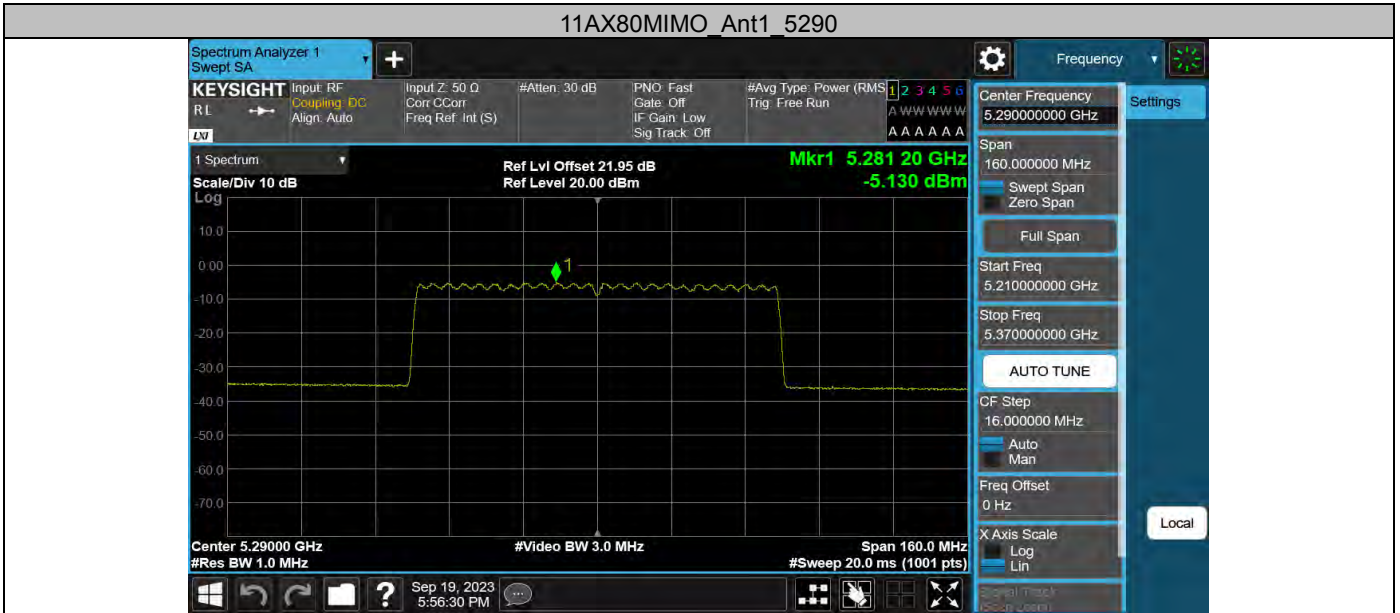 11AX80MIMO_Ant1_5290
Spectrum Analyzer 1
Swept SA
Frequency
KEYSIGHT
RL
LXI
Input: RF
Coupling: DC
Align: Auto
Input Z: 50 Ω
Corr CCorr
Freq Ref: Int (S)
#Atten: 30 dB
PNO: Fast
Gate: Off
IF Gain: Low
Sig Track: Off
#Avg Type: Power (RMS
Trig: Free Run
1 2 3 4 5 6
A W W W W W
A A A A A A
1 Spectrum
Scale/Div 10 dB
Ref Lvl Offset 21.95 dB
Ref Level 20.00 dBm
Mkr1 5.281 20 GHz
-5.130 dBm
Log
10.0
0.00
-10.0
-20.0
-30.0
-40.0
-50.0
-60.0
-70.0
1
Center 5.29000 GHz
#Res BW 1.0 MHz
#Video BW 3.0 MHz
Span 160.0 MHz
#Sweep 20.0 ms (1001 pts)
Center Frequency
5.290000000 GHz
Settings
Span
160.000000 MHz
Swept Span
Zero Span
Full Span
Start Freq
5.210000000 GHz
Stop Freq
5.370000000 GHz
AUTO TUNE
CF Step
16.000000 MHz
Auto
Man
Freq Offset
0 Hz
X Axis Scale
Log
Lin
Signal Track
(Span Zoom)
Local
?
Sep 19, 2023
5:56:30 PM